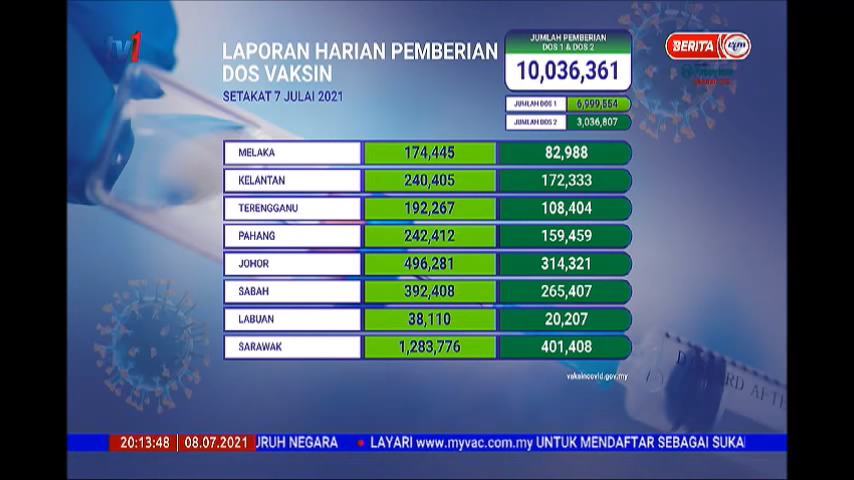 tv1
LAPORAN HARIAN PEMBERIAN
DOS VAKSIN
SETAKAT 7 JULAI 2021
JUMLAH PEMBERIAN
DOS 1 & DOS 2
10,036,361
JUMLAH DOS 1 6,999,554
JUMLAH DOS 2 3,036,807
BERITA rtm
MELAKA 174,445 82,988
KELANTAN 240,405 172,333
TERENGGANU 192,267 108,404
PAHANG 242,412 159,459
JOHOR 496,281 314,321
SABAH 392,408 265,407
LABUAN 38,110 20,207
SARAWAK 1,283,776 401,408
vaksincovid.gov.my
RD AFTE
20:13:48 08.07.2021 URUH NEGARA • LAYARI www.myvac.com.my UNTUK MENDAFTAR SEBAGAI SUKA